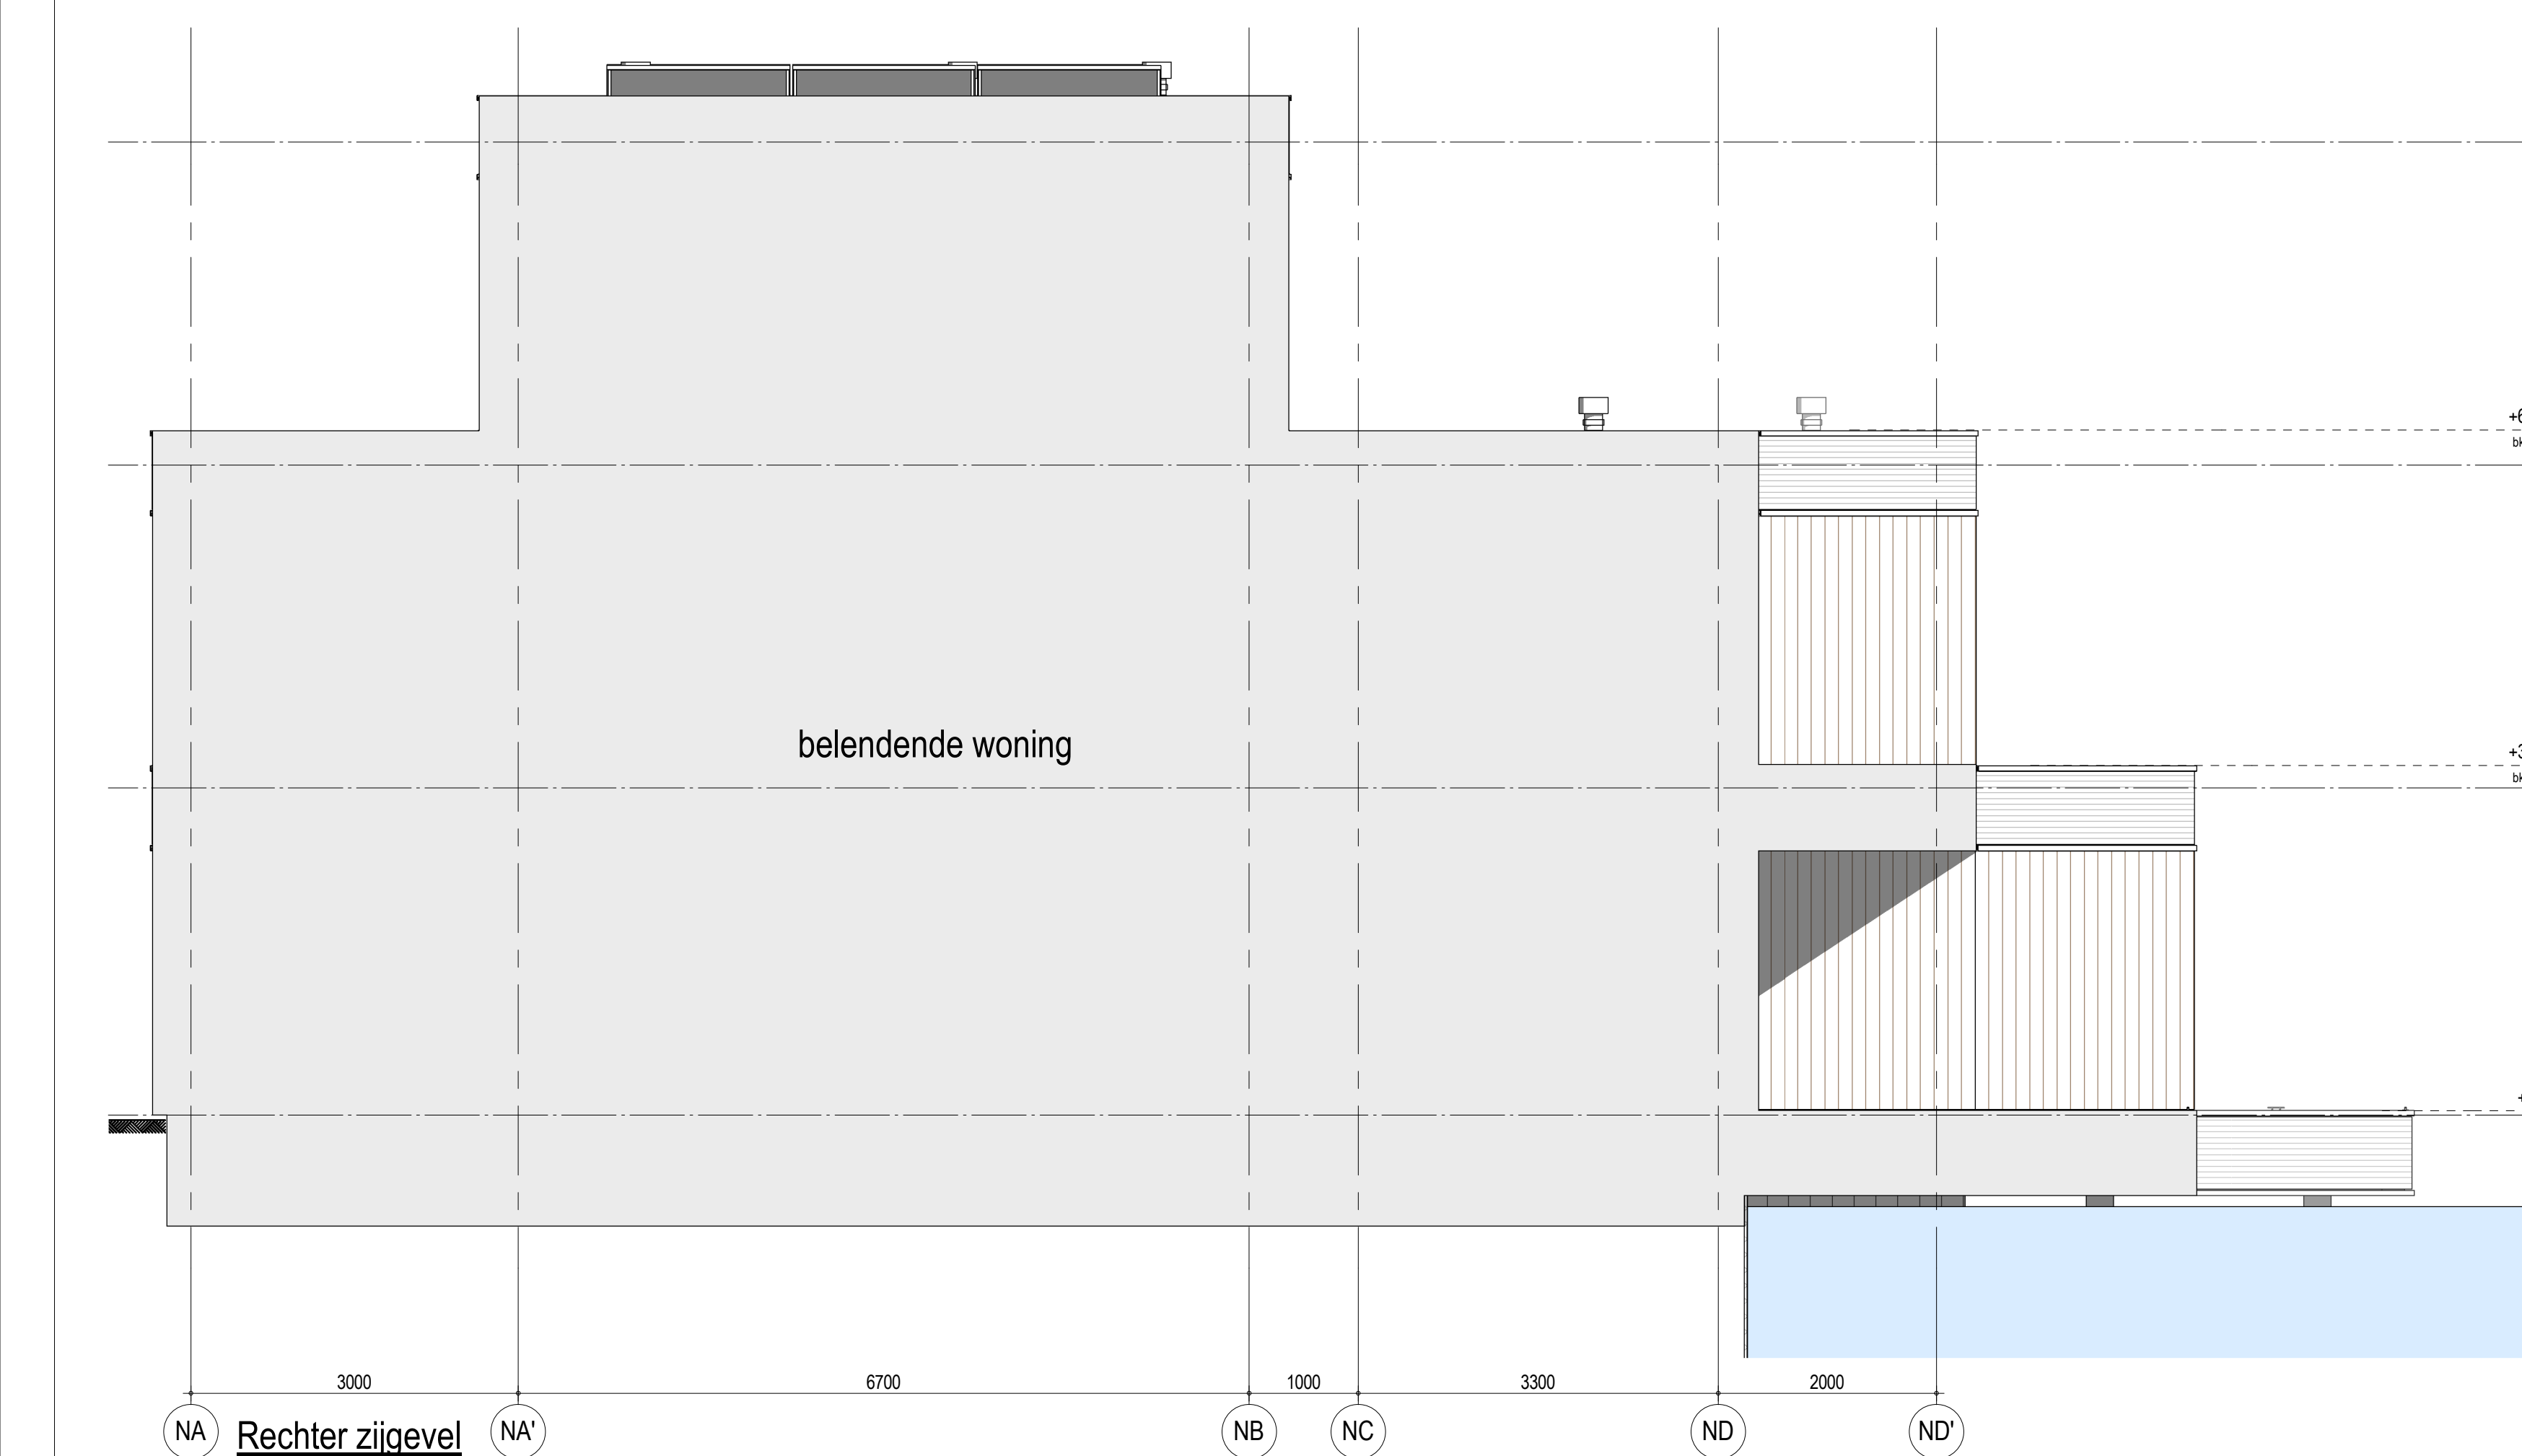 belendende woning
3000 6700 1000 3300 2000
NA Rechter zijgevel NA' NB NC ND ND'